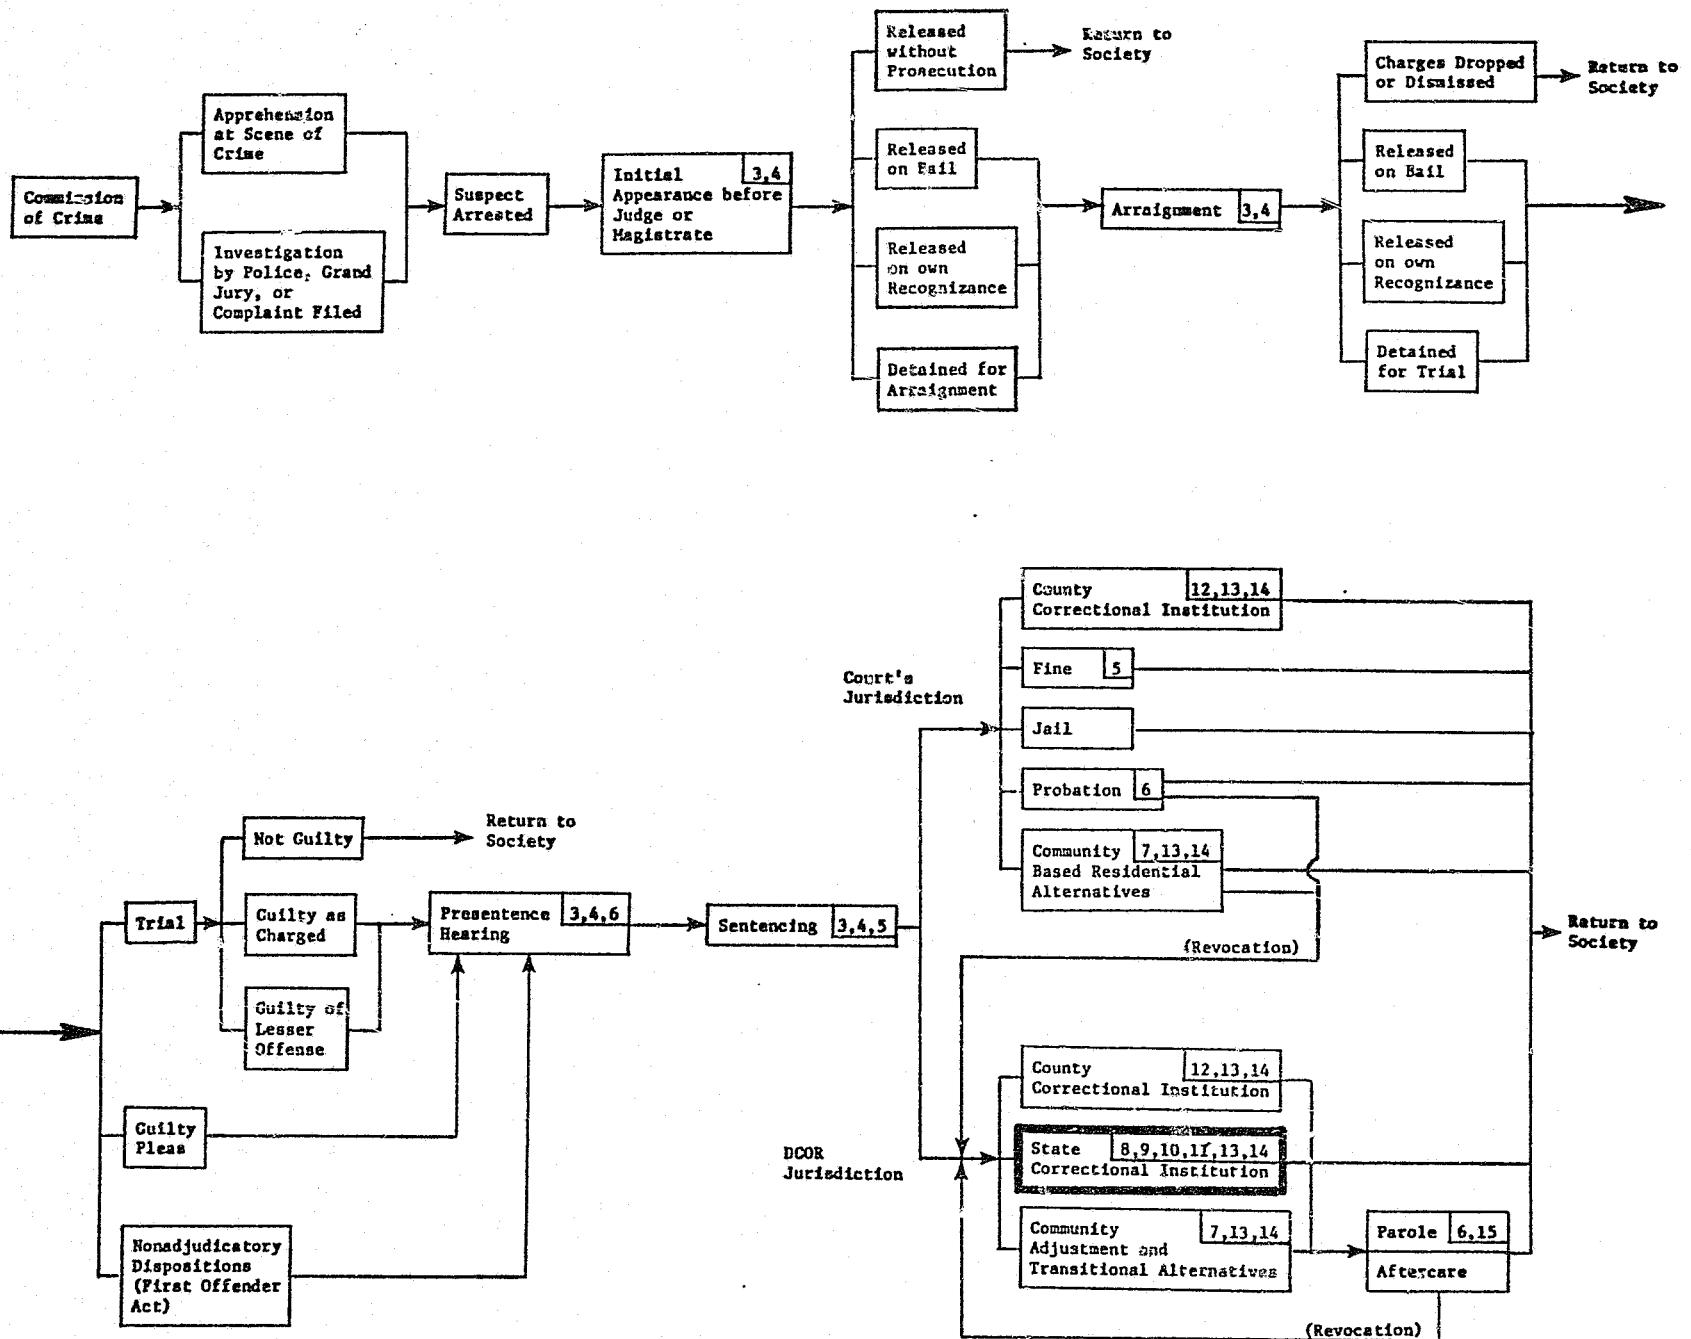 Commission
of Crime
Apprehension
at Scene of
Crime
Investigation
by Police, Grand
Jury, or
Complaint Filed
Suspect
Arrested
Initial 3,4
Appearance before
Judge or
Magistrate
Released
without
Prosecution
Return to
Society
Released
on Bail
Released
on own
Recognizance
Detained for
Arraignment
Arraignment 3,4
Charges Dropped
or Dismissed
Return to
Society
Released
on Bail
Released
on own
Recognizance
Detained
for Trial
Trial
Not Guilty
Return to
Society
Guilty as
Charged
Guilty of
Lesser
Offense
Guilty
Pleas
Nonadjudicatory
Dispositions
(First Offender
Act)
Presentence 3,4,6
Hearing
Sentencing 3,4,5
Court's
Jurisdiction
County 12,13,14
Correctional Institution
Fine 5
Jail
Probation 6
Community 7,13,14
Based Residential
Alternatives
(Revocation)
Return to
Society
DCOR
Jurisdiction
County 12,13,14
Correctional Institution
State 8,9,10,11,13,14
Correctional Institution
Community 7,13,14
Adjustment and
Transitional Alternatives
Parole 6,15
Aftercare
(Revocation)